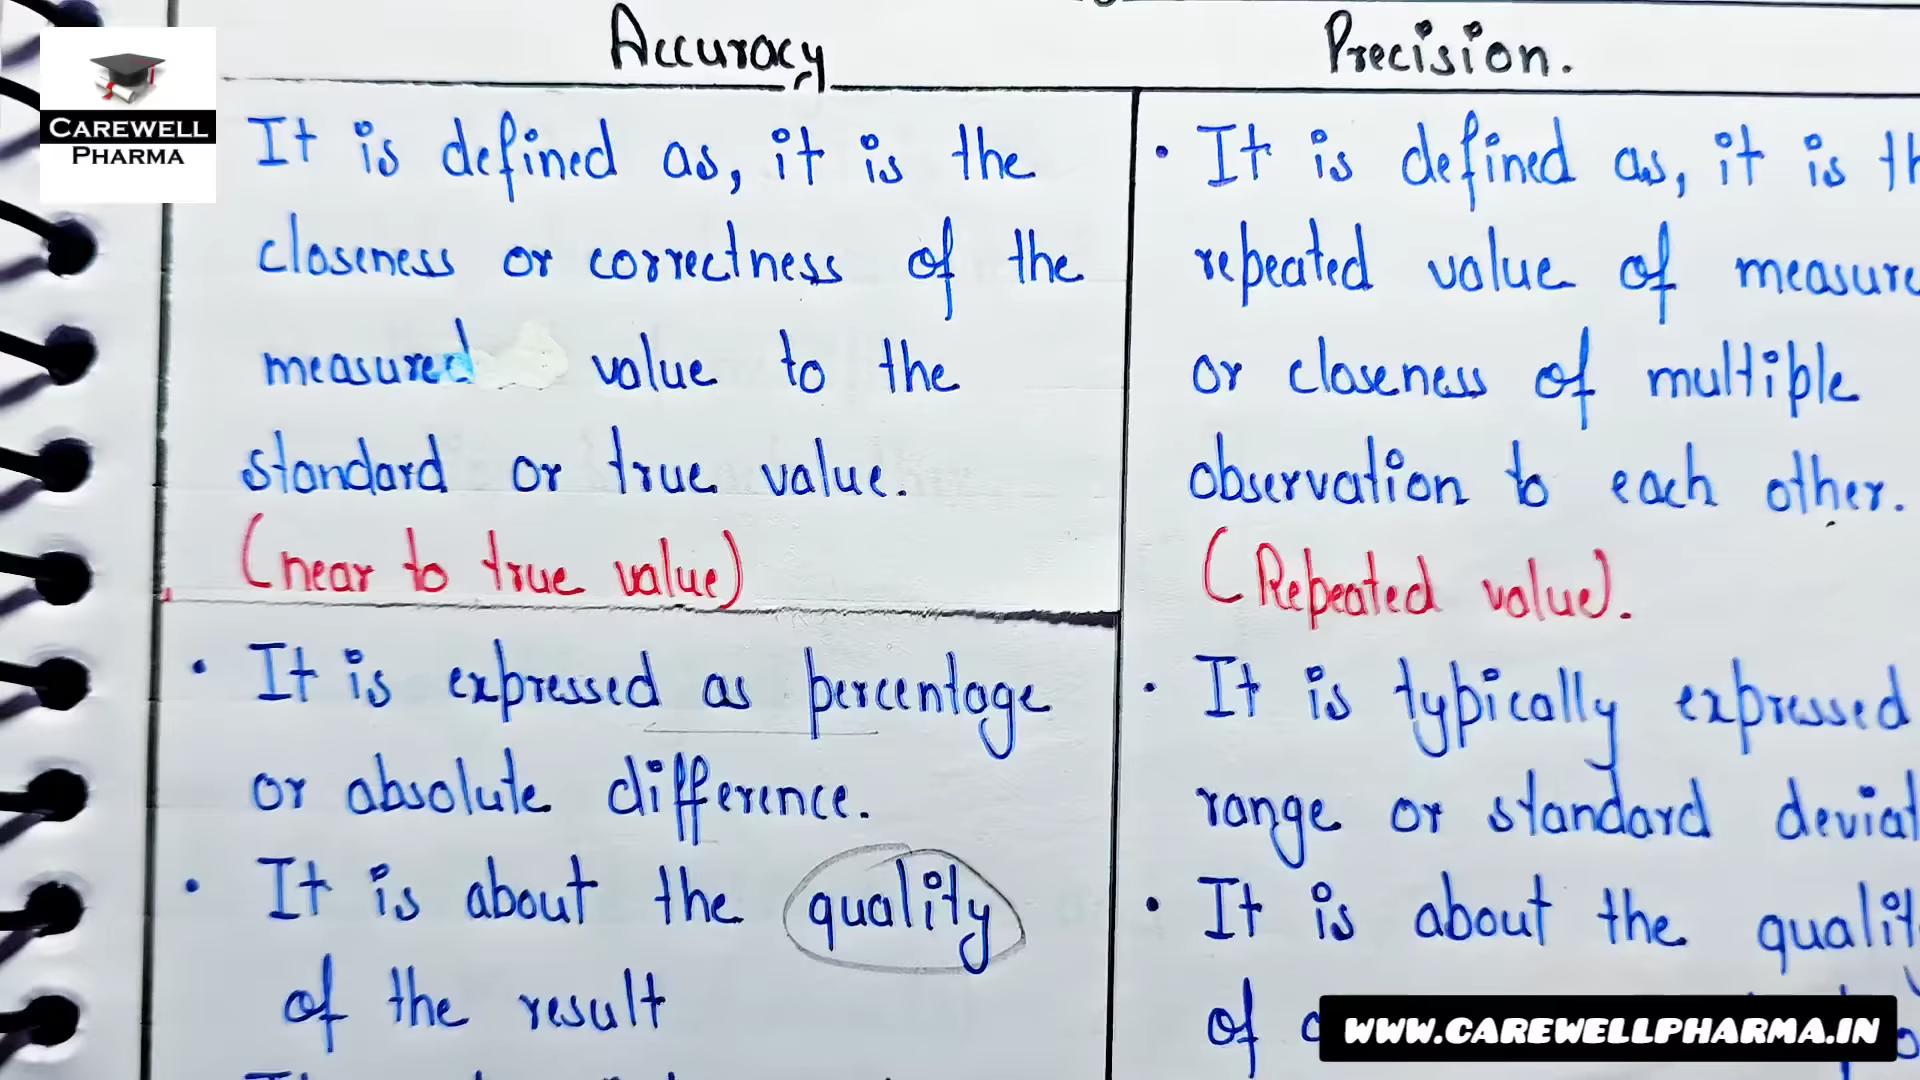 Accuracy
Precision.
CAREWELL
PHARMA
It is defined as, it is the
closeness or correctness of the
measured value to the
standard or true value.
(near to true value)
• It is expressed as percentage
or absolute difference.
• It is about the quality
of the result
• It is defined as, it is th
repeated value of measure
or closeness of multiple
observation to each other.
(Repeated value).
• It is typically expressed
range or standard deviat
• It is about the qualit
of
WWW.CAREWELLPHARMA.IN